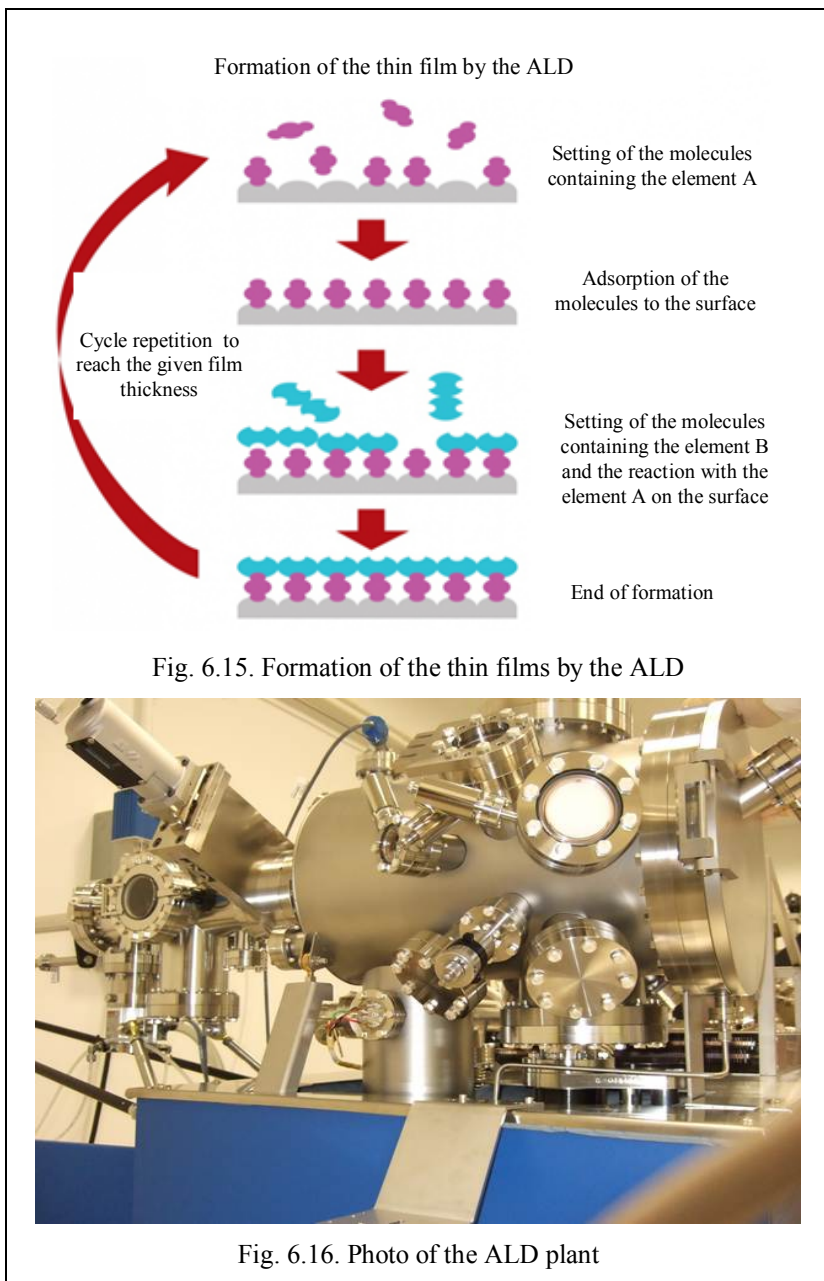 Formation of the thin film by the ALD
Setting of the molecules
containing the element A
Adsorption of the
molecules to the surface
Cycle repetition to
reach the given film
thickness
Setting of the molecules
containing the element B
and the reaction with the
element A on the surface
End of formation
Fig. 6.15. Formation of the thin films by the ALD
Fig. 6.16. Photo of the ALD plant